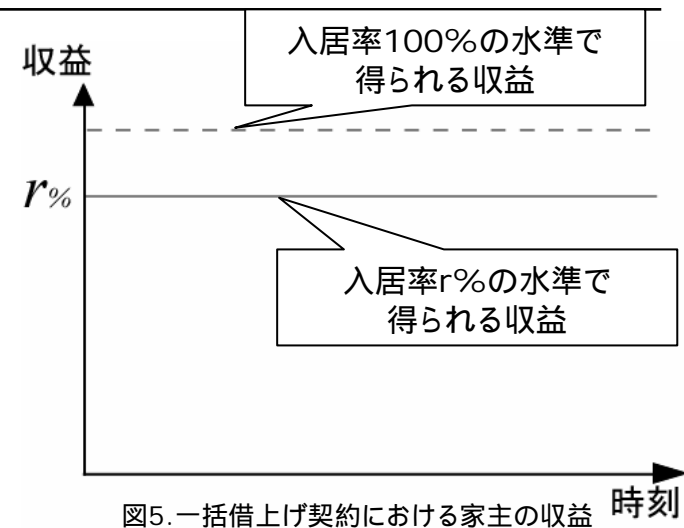 収益
入居率100%の水準で
得られる収益
r%
入居率r%の水準で
得られる収益
時刻
図5.一括借上げ契約における家主の収益